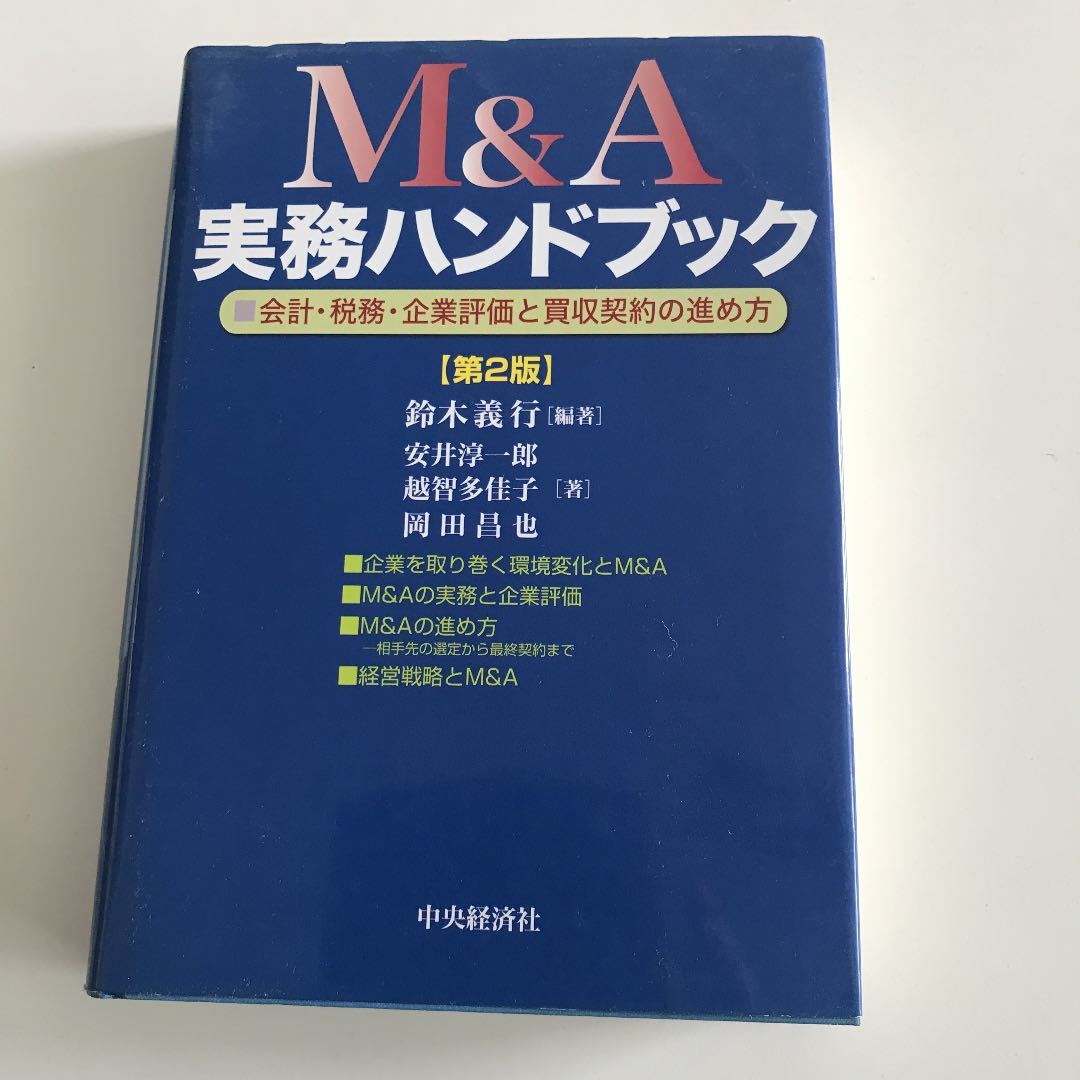 M&A
実務ハンドブック
■会計・税務・企業評価と買収契約の進め方
【第2版】
鈴木義行[編著]
安井淳一郎
越智多佳子 [著]
岡田昌也
■企業を取り巻く環境変化とM&A
■M&Aの実務と企業評価
■M&Aの進め方
―相手先の選定から最終契約まで
■経営戦略とM&A
中央経済社